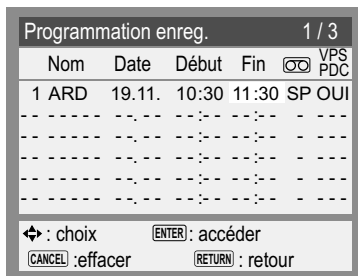 Programmation enreg. 1 / 3
Nom Date Début Fin VPS PDC
1 ARD 19.11. 10:30 11:30 SP OUI
-- ---- --.-- --:-- --:-- - ---
-- ---- --.-- --:-- --:-- - ---
-- ---- --.-- --:-- --:-- - ---
-- ---- --.-- --:-- --:-- - ---
-- ---- --.-- --:-- --:-- - ---
: choix ENTER : accéder
CANCEL :effacer RETURN : retour